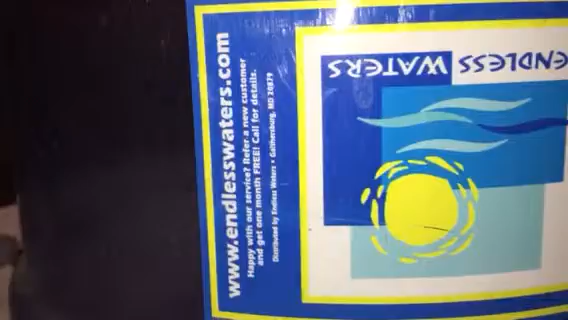 ENDLESS WATERS
www.endlesswaters.com
Happy with our service? Refer a new customer
and get one month FREE! Call for details.
Distributed by Endless Waters • Gaithersburg, MD 20879